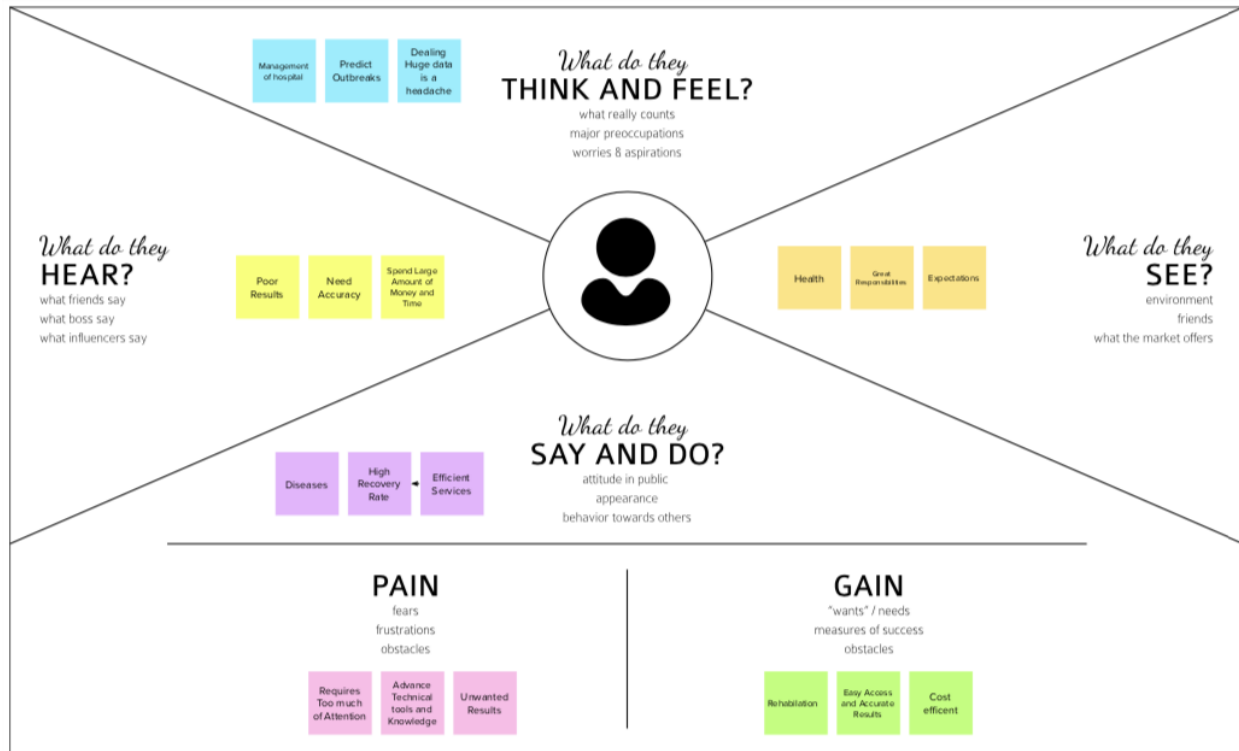 Management
of hospital
Predict
Outbreaks
Dealing
Huge data
is a
headache
What do they
THINK AND FEEL?
what really counts
major preoccupations
worries 8 aspirations
What do they
HEAR?
what friends say
what boss say
what influencers say
Poor
Results
Need
Accuracy
Spend Large
Amount of
Money and
Time
Health
Great
Responsibilities
Expectations
What do they
SEE?
environment
friends
what the market offers
What do they
SAY AND DO?
attitude in public
appearance
behavior towards others
Diseases
High
Recovery
Rate
Efficient
Services
PAIN
fears
frustrations
obstacles
Requires
Too much
of Attention
Advance
Technical
tools and
Knowledge
Unwanted
Results
GAIN
"wants" / needs
measures of success
obstacles
Rehabilation
Easy Access
and Accurate
Results
Cost
efficent